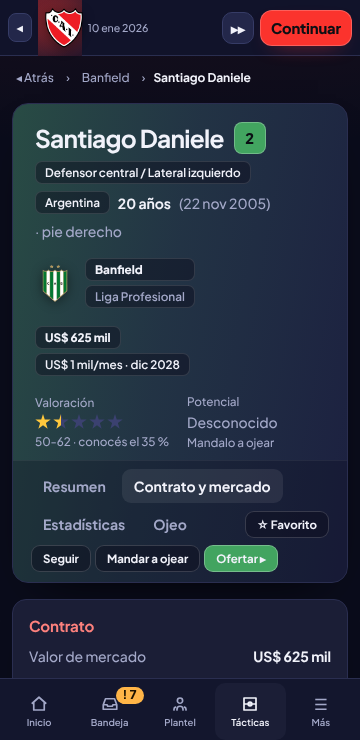 ◂ C.A.I. 10 ene 2026 ▸▸ Continuar
◂ Atrás › Banfield › Santiago Daniele
Santiago Daniele 2
Defensor central / Lateral izquierdo
Argentina 20 años (22 nov 2005)
· pie derecho
Banfield
Liga Profesional
US$ 625 mil
US$ 1 mil/mes · dic 2028
Valoración Potencial
★★★★★ Desconocido
50-62 · conocés el 35 % Mandalo a ojear
Resumen Contrato y mercado
Estadísticas Ojeo ☆ Favorito
Seguir Mandar a ojear Ofertar ▸
Contrato
Valor de mercado US$ 625 mil
! 7
Inicio Bandeja Plantel Tácticas Más